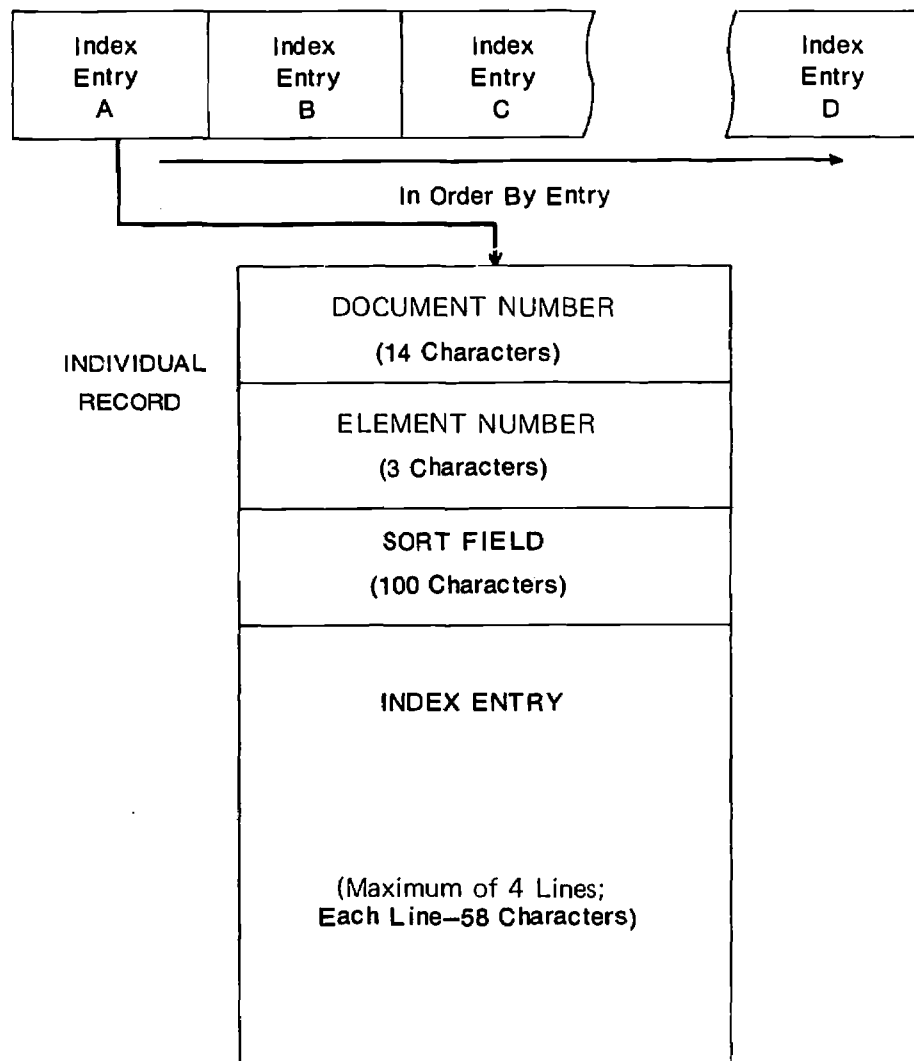 Index
Entry
A
Index
Entry
B
Index
Entry
C
Index
Entry
D
In Order By Entry
INDIVIDUAL
RECORD
DOCUMENT NUMBER
(14 Characters)
ELEMENT NUMBER
(3 Characters)
SORT FIELD
(100 Characters)
INDEX ENTRY
(Maximum of 4 Lines;
Each Line–58 Characters)